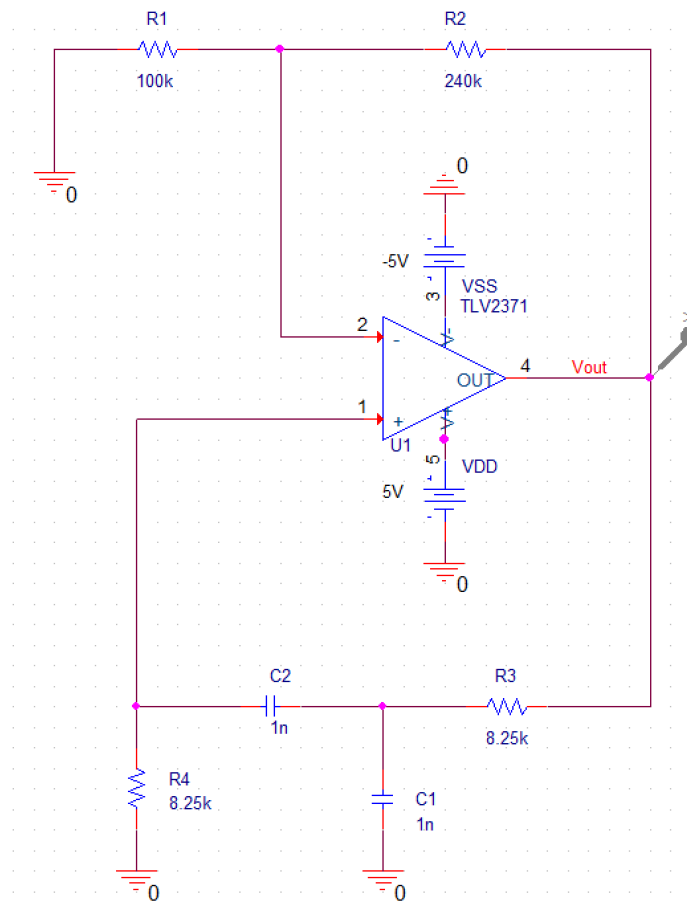 R1
R2
100k
240k
0
0
-5V
3
VSS
TLV2371
2
-
V-
OUT
4
Vout
1
+
V+
U1
5
VDD
5V
0
C2
R3
1n
8.25k
R4
8.25k
C1
1n
0
0